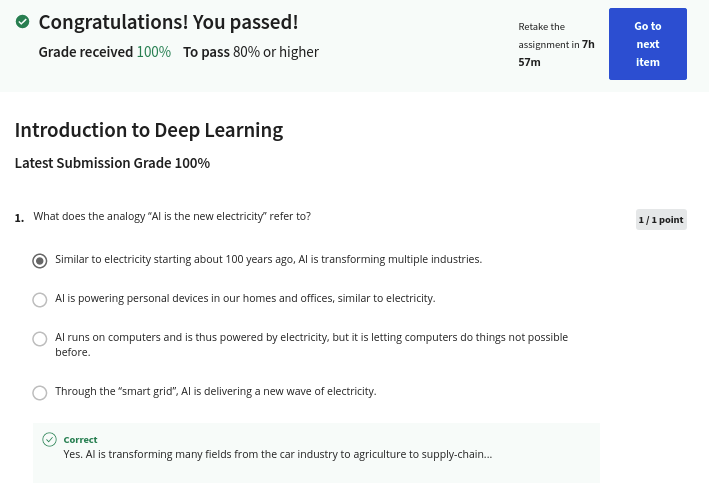 Congratulations! You passed!
Grade received 100% To pass 80% or higher
Retake the
assignment in 7h
57m
Go to
next
item
Introduction to Deep Learning
Latest Submission Grade 100%
1. What does the analogy “AI is the new electricity” refer to?
1 / 1 point
Similar to electricity starting about 100 years ago, AI is transforming multiple industries.
AI is powering personal devices in our homes and offices, similar to electricity.
AI runs on computers and is thus powered by electricity, but it is letting computers do things not possible
before.
Through the “smart grid”, AI is delivering a new wave of electricity.
Correct
Yes. AI is transforming many fields from the car industry to agriculture to supply-chain...